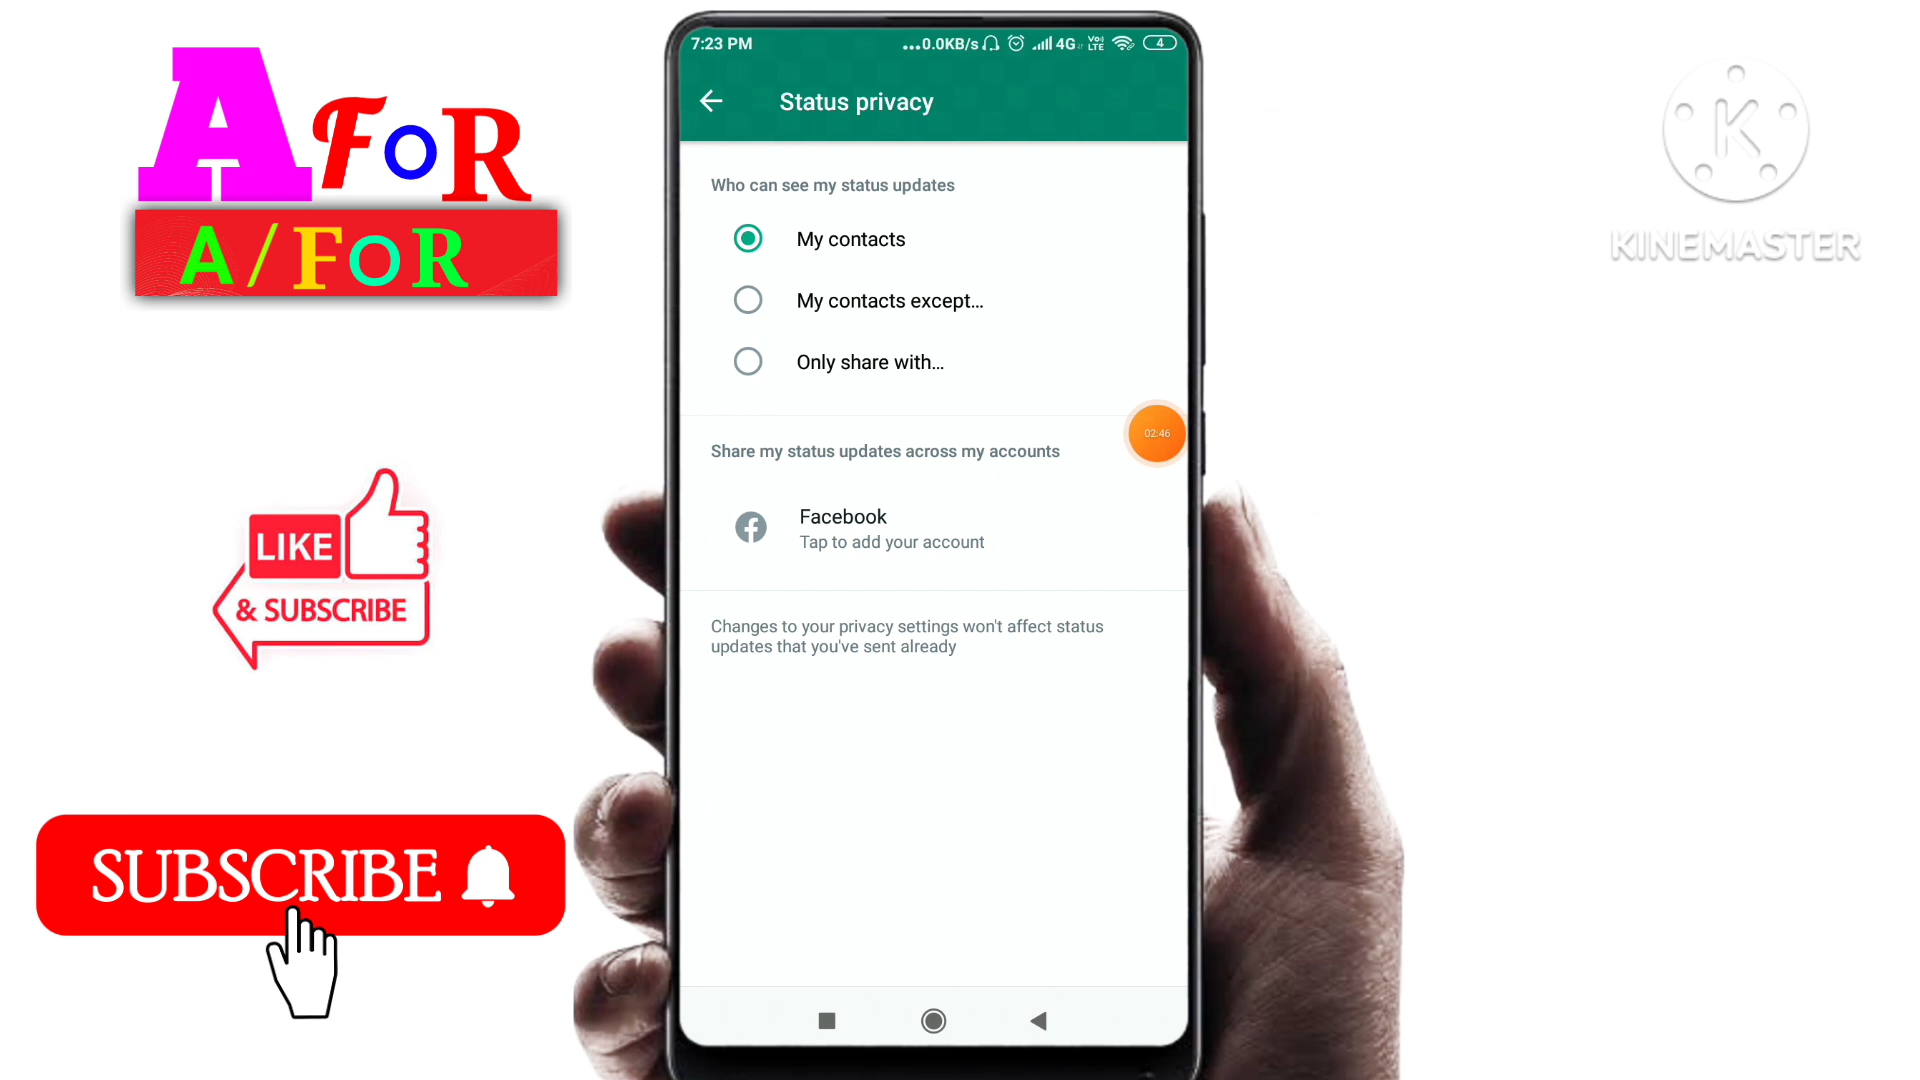 A FoR
A/FoR
LIKE
& SUBSCRIBE
SUBSCRIBE
7:23 PM
...0.0KB/s 4G Vo) LTE 4
Status privacy
Who can see my status updates
My contacts
My contacts except...
Only share with...
02:46
Share my status updates across my accounts
Facebook
Tap to add your account
Changes to your privacy settings won't affect status
updates that you've sent already
K
KINEMASTER